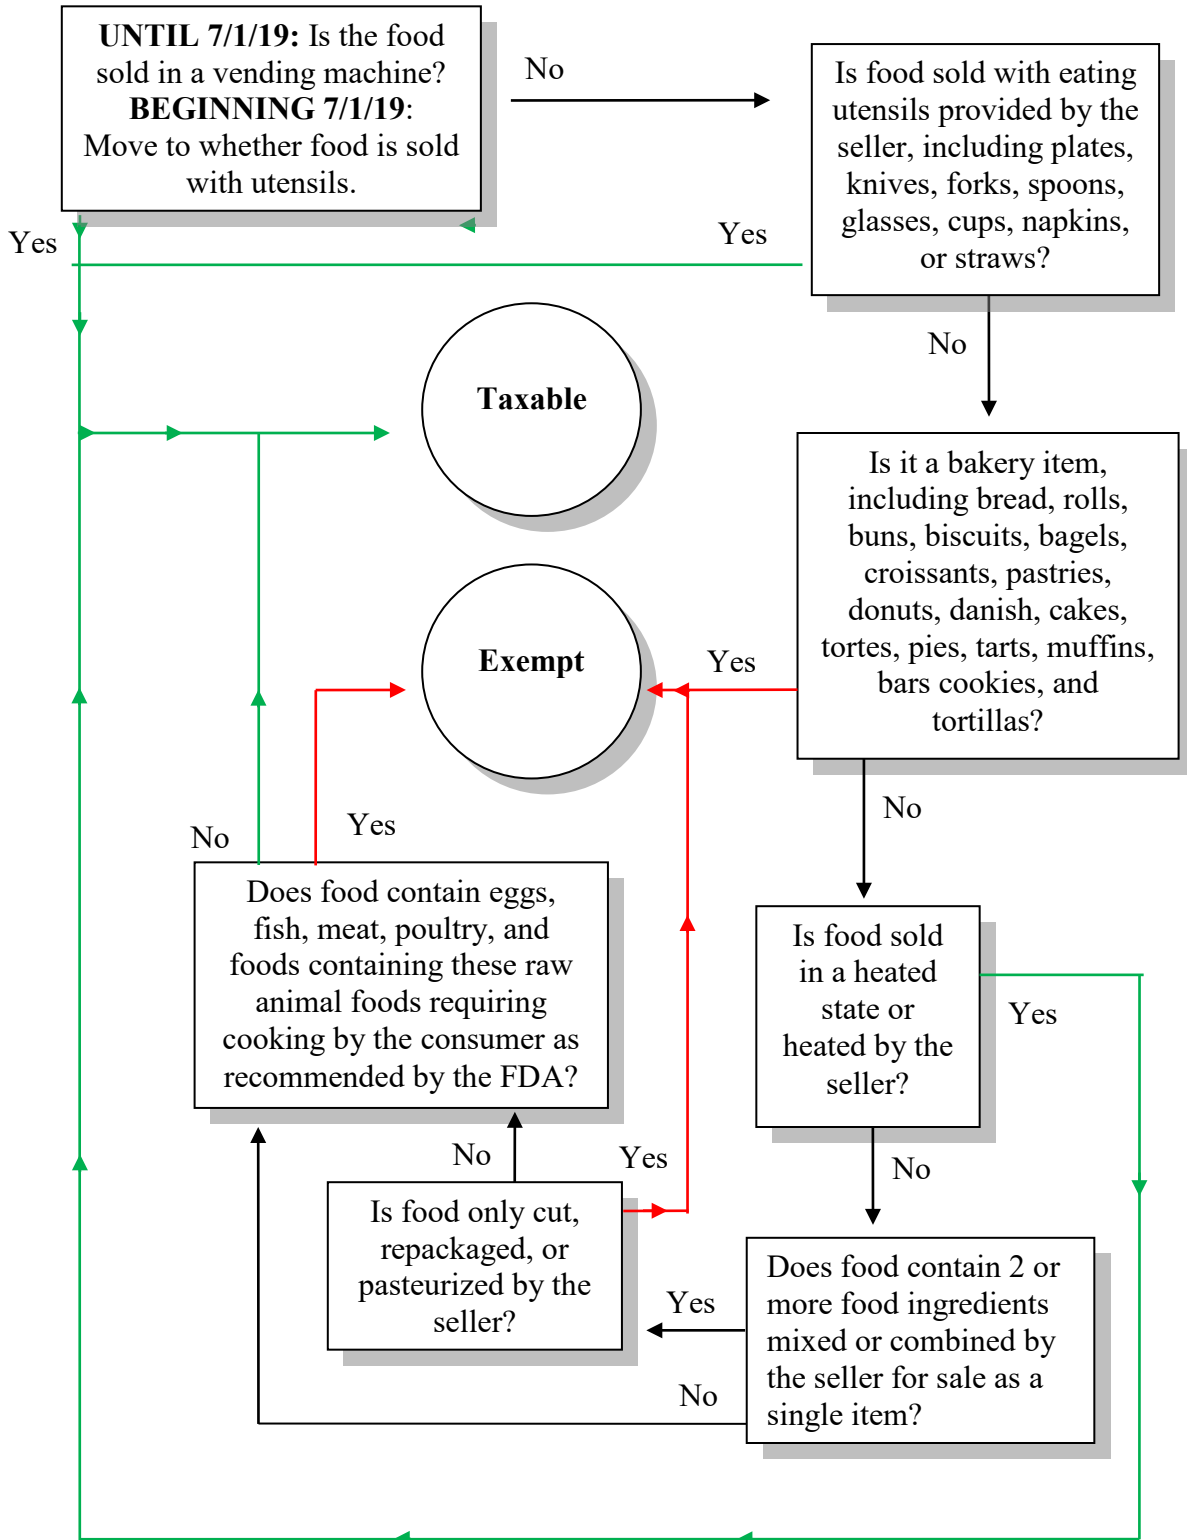 UNTIL 7/1/19: Is the food
sold in a vending machine?
BEGINNING 7/1/19:
Move to whether food is sold
with utensils.
No
Is food sold with eating
utensils provided by the
seller, including plates,
knives, forks, spoons,
glasses, cups, napkins,
or straws?
Yes
Yes
No
Taxable
Is it a bakery item,
including bread, rolls,
buns, biscuits, bagels,
croissants, pastries,
donuts, danish, cakes,
tortes, pies, tarts, muffins,
bars cookies, and
tortillas?
Exempt
Yes
No
No
Yes
Does food contain eggs,
fish, meat, poultry, and
foods containing these raw
animal foods requiring
cooking by the consumer as
recommended by the FDA?
Is food sold
in a heated
state or
heated by the
seller?
Yes
No
Yes
No
Is food only cut,
repackaged, or
pasteurized by the
seller?
Yes
No
Does food contain 2 or
more food ingredients
mixed or combined by
the seller for sale as a
single item?